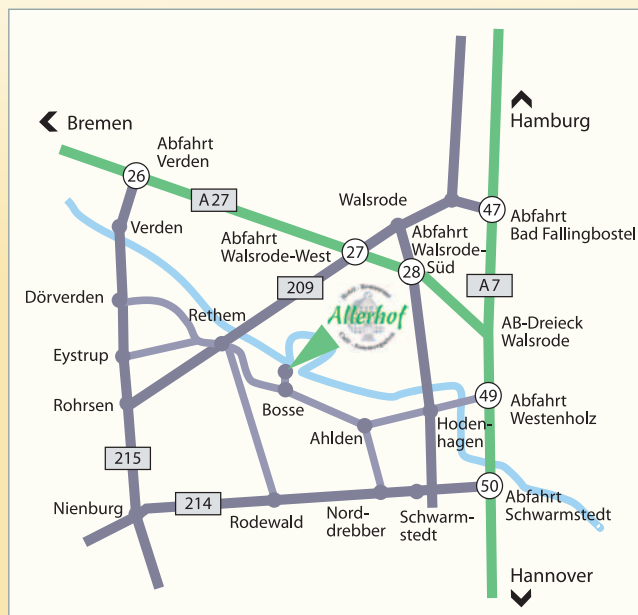 Bremen
Hamburg
Abfahrt
Verden
26
A 27
Walsrode
47
Abfahrt
Bad Fallingbostel
Verden
Abfahrt
Walsrode-West
27
Abfahrt
Walsrode-
Süd
28
A 7
Dörverden
209
Rethem
Allerhof
AB-Dreieck
Walsrode
Eystrup
49
Abfahrt
Westenholz
Rohrsen
Bosse
Ahlden
Hoden-
hagen
215
50
Abfahrt
Schwarmstedt
Nienburg
214
Rodewald
Nord-
drebber
Schwarm-
stedt
Hannover